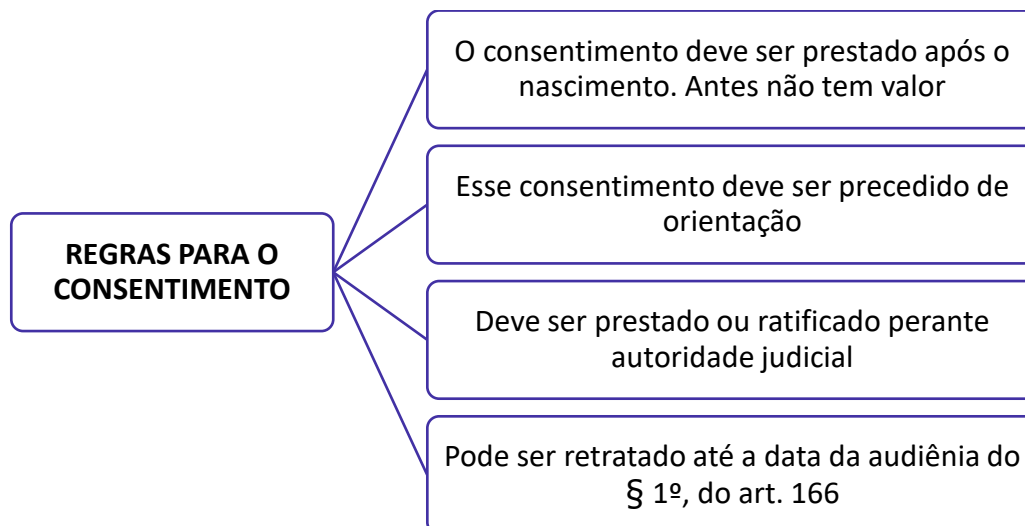 O consentimento deve ser prestado após o
nascimento. Antes não tem valor
Esse consentimento deve ser precedido de
orientação
REGRAS PARA O
CONSENTIMENTO
Deve ser prestado ou ratificado perante
autoridade judicial
Pode ser retratado até a data da audiênia do
§ 1º, do art. 166